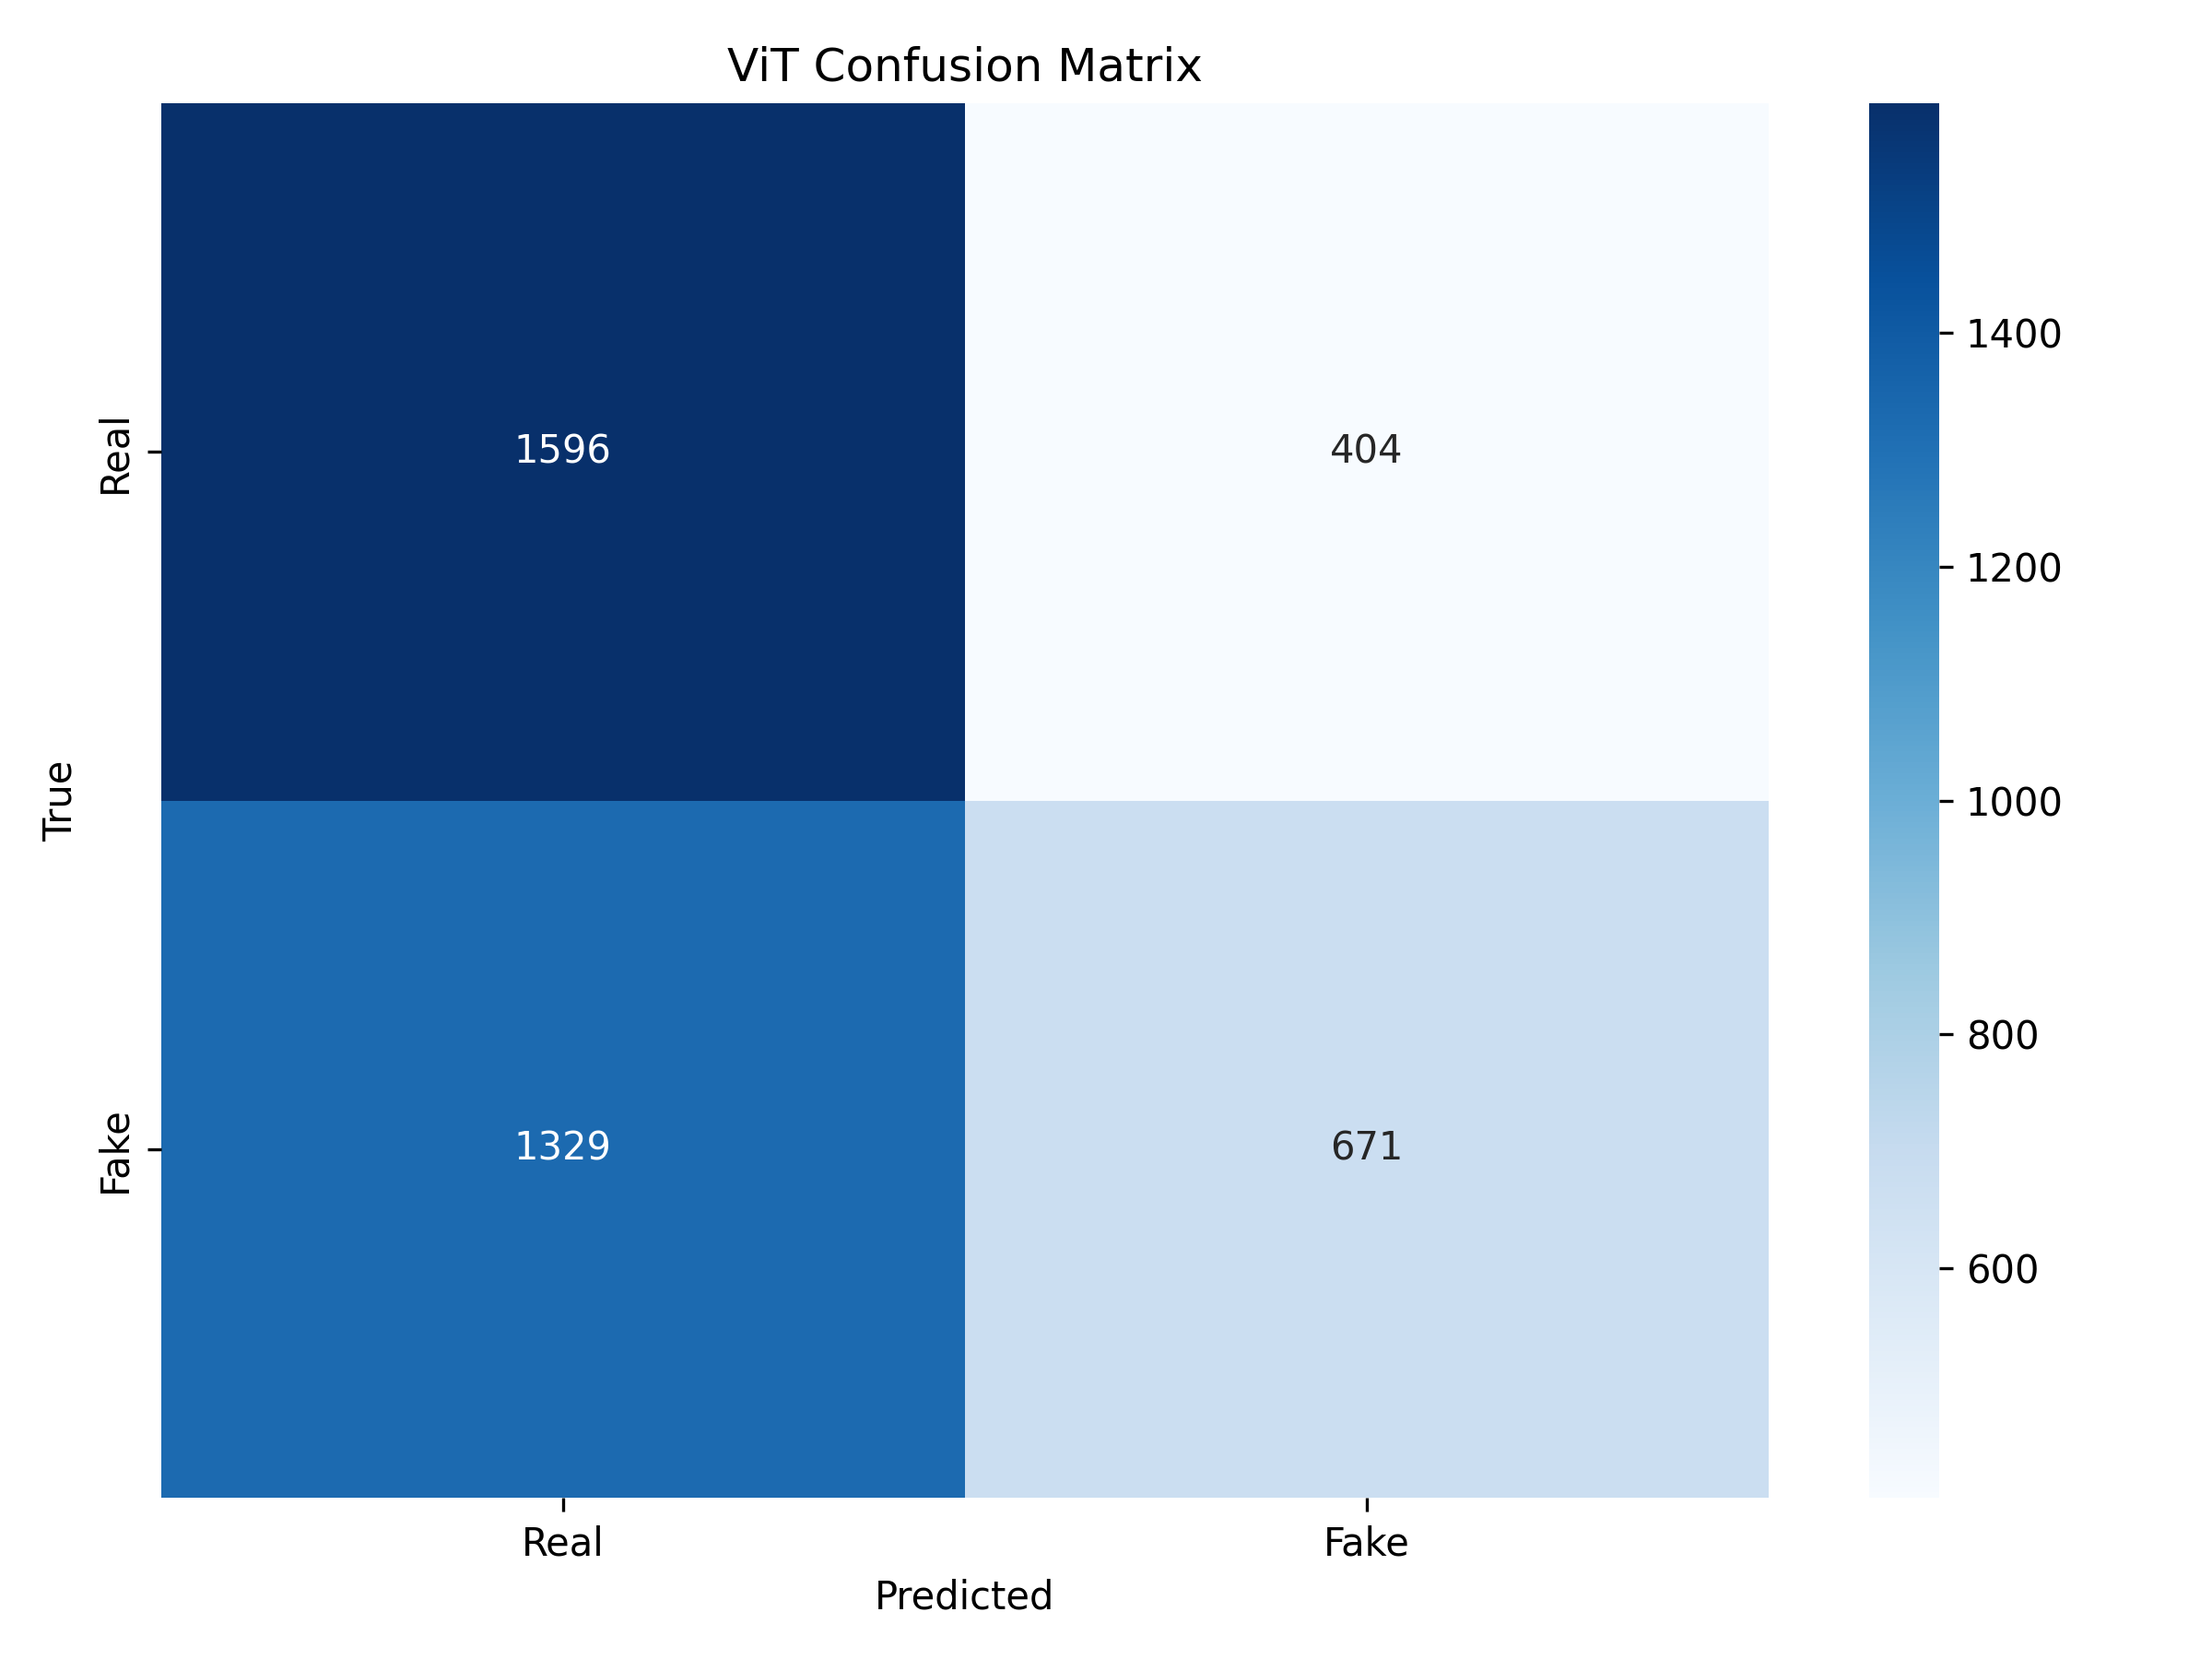 ViT Confusion Matrix
Real
1596
404
Fake
1329
671
True
Real
Fake
Predicted
1400
1200
1000
800
600